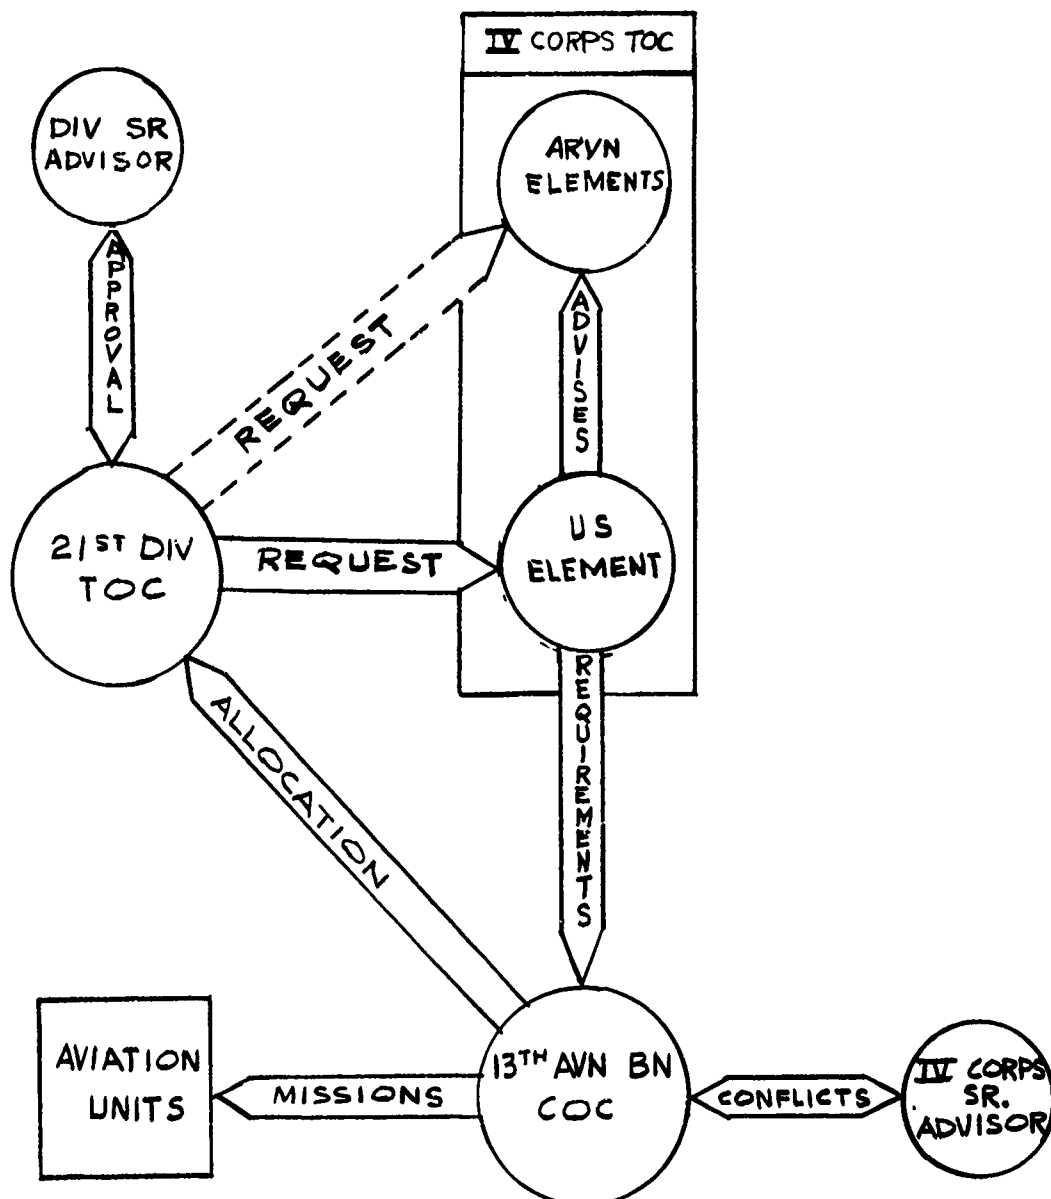 IV CORPS TOC
DIV SR
ADVISOR
ARVN
ELEMENTS
APPROVAL
REQUEST
ADVISES
21ST DIV
TOC
REQUEST
US
ELEMENT
REQUIREMENTS
ALLOCATION
AVIATION
UNITS
MISSIONS
13TH AVN BN
COC
CONFLICTS
IV CORPS
SR.
ADVISOR